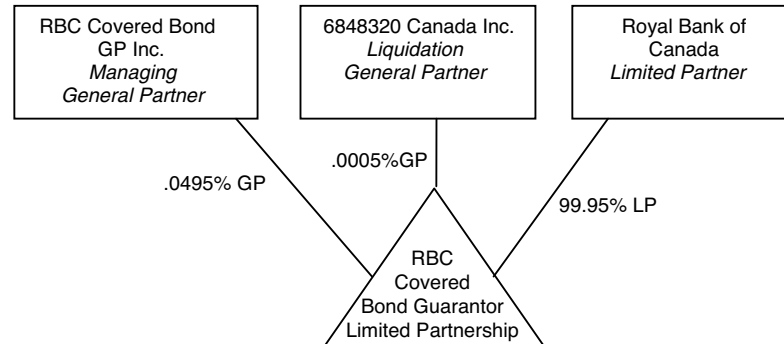 RBC Covered Bond
GP Inc.
Managing
General Partner
6848320 Canada Inc.
Liquidation
General Partner
Royal Bank of
Canada
Limited Partner
.0495% GP
.0005%GP
99.95% LP
RBC
Covered
Bond Guarantor
Limited Partnership